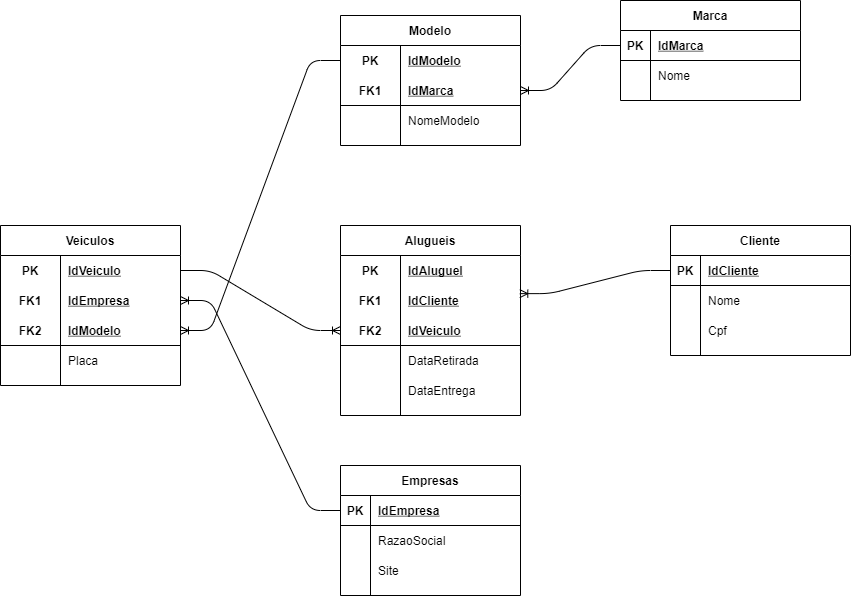 Marca
PK IdMarca
Nome
Modelo
PK IdModelo
FK1 IdMarca
NomeModelo
Veiculos
PK IdVeiculo
FK1 IdEmpresa
FK2 IdModelo
Placa
Alugueis
PK IdAluguel
FK1 IdCliente
FK2 IdVeiculo
DataRetirada
DataEntrega
Cliente
PK IdCliente
Nome
Cpf
Empresas
PK IdEmpresa
RazaoSocial
Site